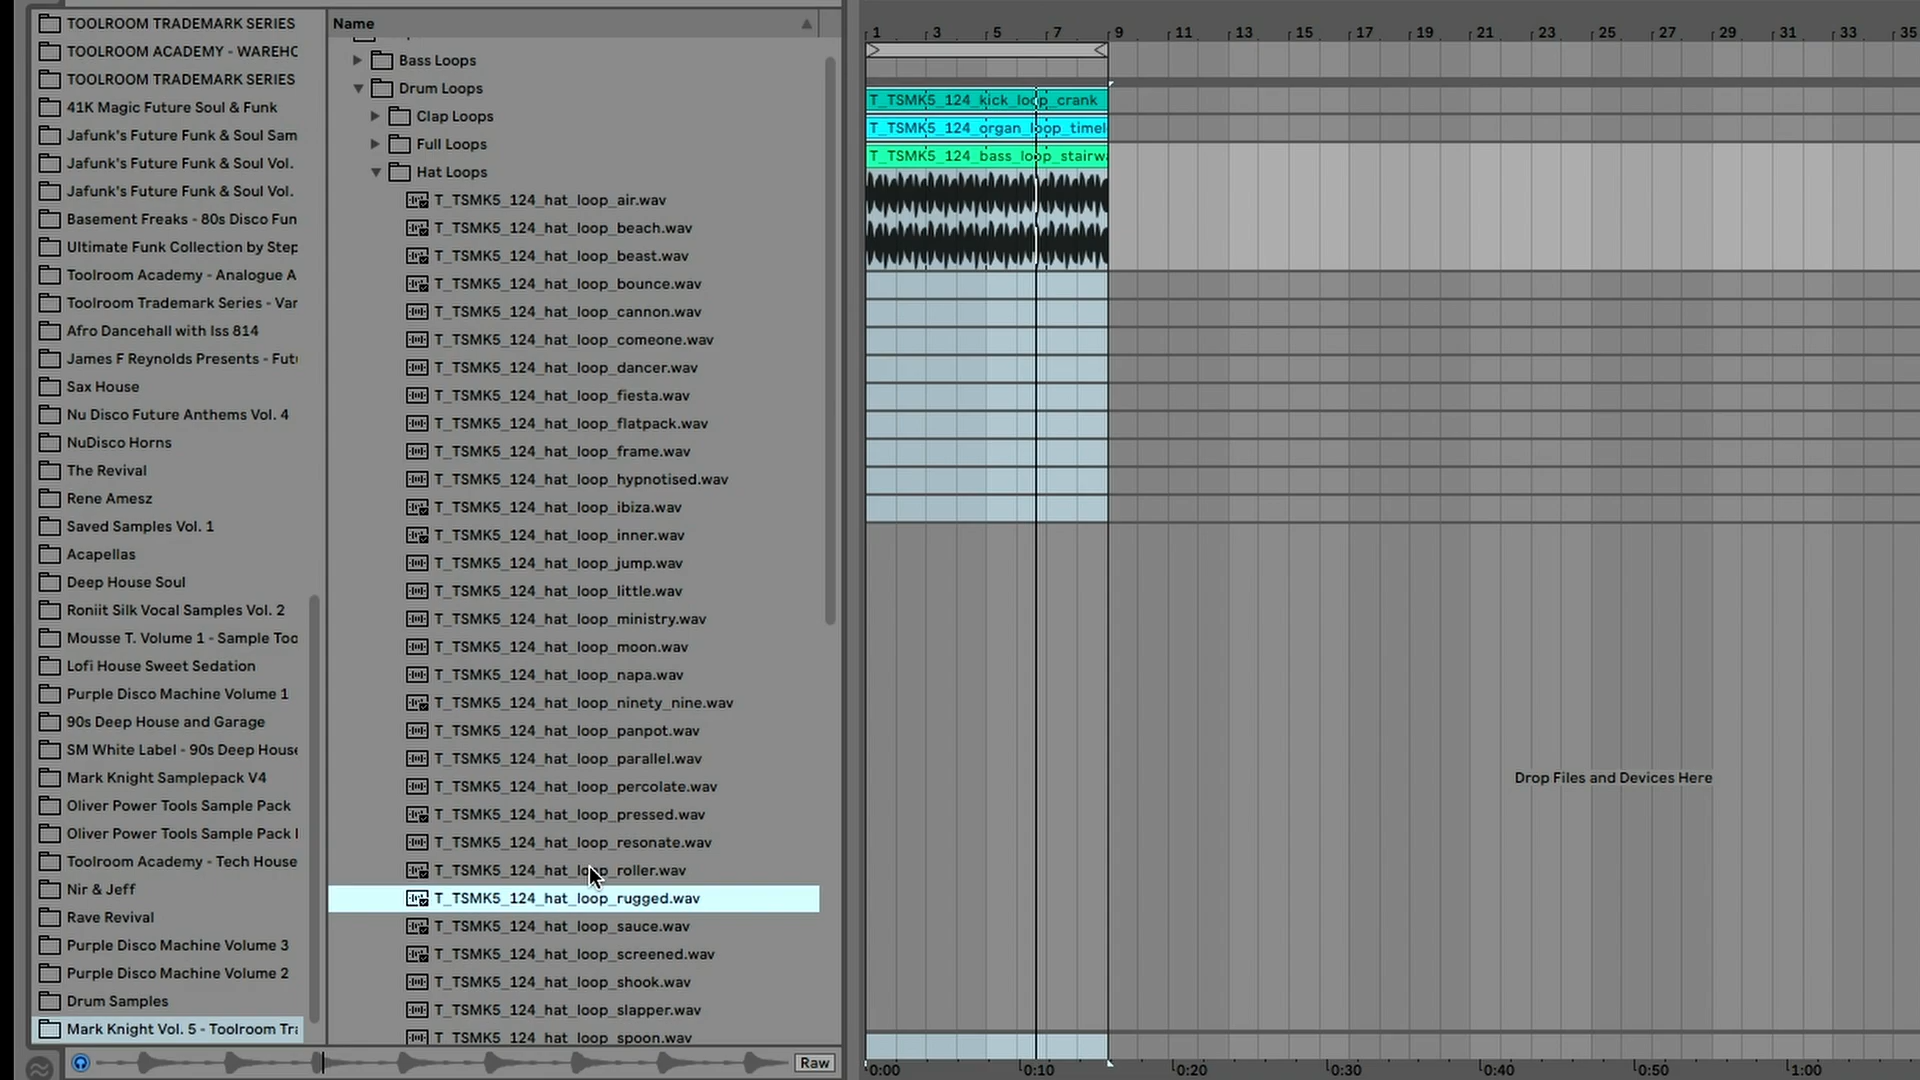 TOOLROOM TRADEMARK SERIES
TOOLROOM ACADEMY - WAREHO
TOOLROOM TRADEMARK SERIES
41K Magic Future Soul & Funk
Jafunk's Future Funk & Soul Sam
Jafunk's Future Funk & Soul Vol.
Jafunk's Future Funk & Soul Vol.
Basement Freaks - 80s Disco Fun
Ultimate Funk Collection by Step
Toolroom Academy - Analogue A
Toolroom Trademark Series - Var
Afro Dancehall with Iss 814
James F Reynolds Presents - Futu
Sax House
Nu Disco Future Anthems Vol. 4
NuDisco Horns
The Revival
Rene Amesz
Saved Samples Vol. 1
Acapellas
Deep House Soul
Roniit Silk Vocal Samples Vol. 2
Mousse T. Volume 1 - Sample Too
Lofi House Sweet Sedation
Purple Disco Machine Volume 1
90s Deep House and Garage
SM White Label - 90s Deep House
Mark Knight Samplepack V4
Oliver Power Tools Sample Pack
Oliver Power Tools Sample Pack I
Toolroom Academy - Tech House
Nir & Jeff
Rave Revival
Purple Disco Machine Volume 3
Purple Disco Machine Volume 2
Drum Samples
Mark Knight Vol. 5 - Toolroom Tra
Name
Bass Loops
Drum Loops
Clap Loops
Full Loops
Hat Loops
T_TSMK5_124_hat_loop_air.wav
T_TSMK5_124_hat_loop_beach.wav
T_TSMK5_124_hat_loop_beast.wav
T_TSMK5_124_hat_loop_bounce.wav
T_TSMK5_124_hat_loop_cannon.wav
T_TSMK5_124_hat_loop_comeone.wav
T_TSMK5_124_hat_loop_dancer.wav
T_TSMK5_124_hat_loop_fiesta.wav
T_TSMK5_124_hat_loop_flatpack.wav
T_TSMK5_124_hat_loop_frame.wav
T_TSMK5_124_hat_loop_hypnotised.wav
T_TSMK5_124_hat_loop_ibiza.wav
T_TSMK5_124_hat_loop_inner.wav
T_TSMK5_124_hat_loop_jump.wav
T_TSMK5_124_hat_loop_little.wav
T_TSMK5_124_hat_loop_ministry.wav
T_TSMK5_124_hat_loop_moon.wav
T_TSMK5_124_hat_loop_napa.wav
T_TSMK5_124_hat_loop_ninety_nine.wav
T_TSMK5_124_hat_loop_panpot.wav
T_TSMK5_124_hat_loop_parallel.wav
T_TSMK5_124_hat_loop_percolate.wav
T_TSMK5_124_hat_loop_pressed.wav
T_TSMK5_124_hat_loop_resonate.wav
T_TSMK5_124_hat_loop_roller.wav
T_TSMK5_124_hat_loop_rugged.wav
T_TSMK5_124_hat_loop_sauce.wav
T_TSMK5_124_hat_loop_screened.wav
T_TSMK5_124_hat_loop_shook.wav
T_TSMK5_124_hat_loop_slapper.wav
T_TSMK5_124_hat_loop_spoon.wav
Raw
1 3 5 7 9 11 13 15 17 19 21 23 25 27 29 31 33 35
T_TSMK5_124_kick_loop_crank
T_TSMK5_124_organ_loop_timel
T_TSMK5_124_bass_loop_stairwa
Drop Files and Devices Here
0:00 0:10 0:20 0:30 0:40 0:50 1:00